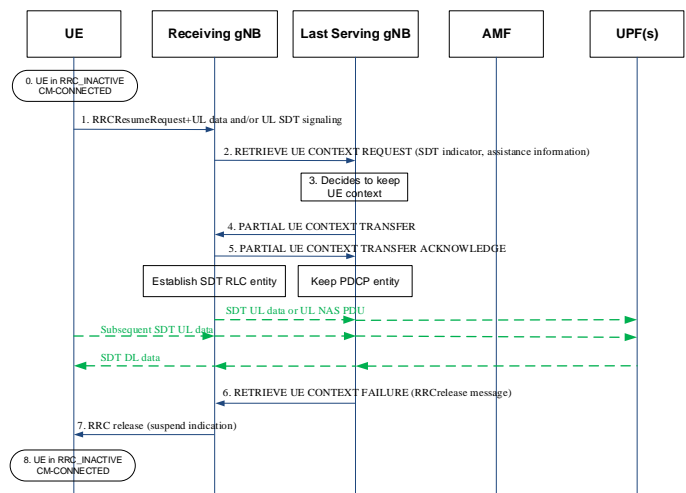 UE
Receiving gNB
Last Serving gNB
AMF
UPF(s)
0. UE in RRC_INACTIVE
CM-CONNECTED
1. RRCResumeRequest+UL data and/or UL SDT signaling
2. RETRIEVE UE CONTEXT REQUEST (SDT indicator, assistance information)
3. Decides to keep
UE context
4. PARTIAL UE CONTEXT TRANSFER
5. PARTIAL UE CONTEXT TRANSFER ACKNOWLEDGE
Establish SDT RLC entity
Keep PDCP entity
SDT UL data or UL NAS PDU
Subsequent SDT UL data
SDT DL data
6. RETRIEVE UE CONTEXT FAILURE (RRCrelease message)
7. RRC release (suspend indication)
8. UE in RRC_INACTIVE
CM-CONNECTED